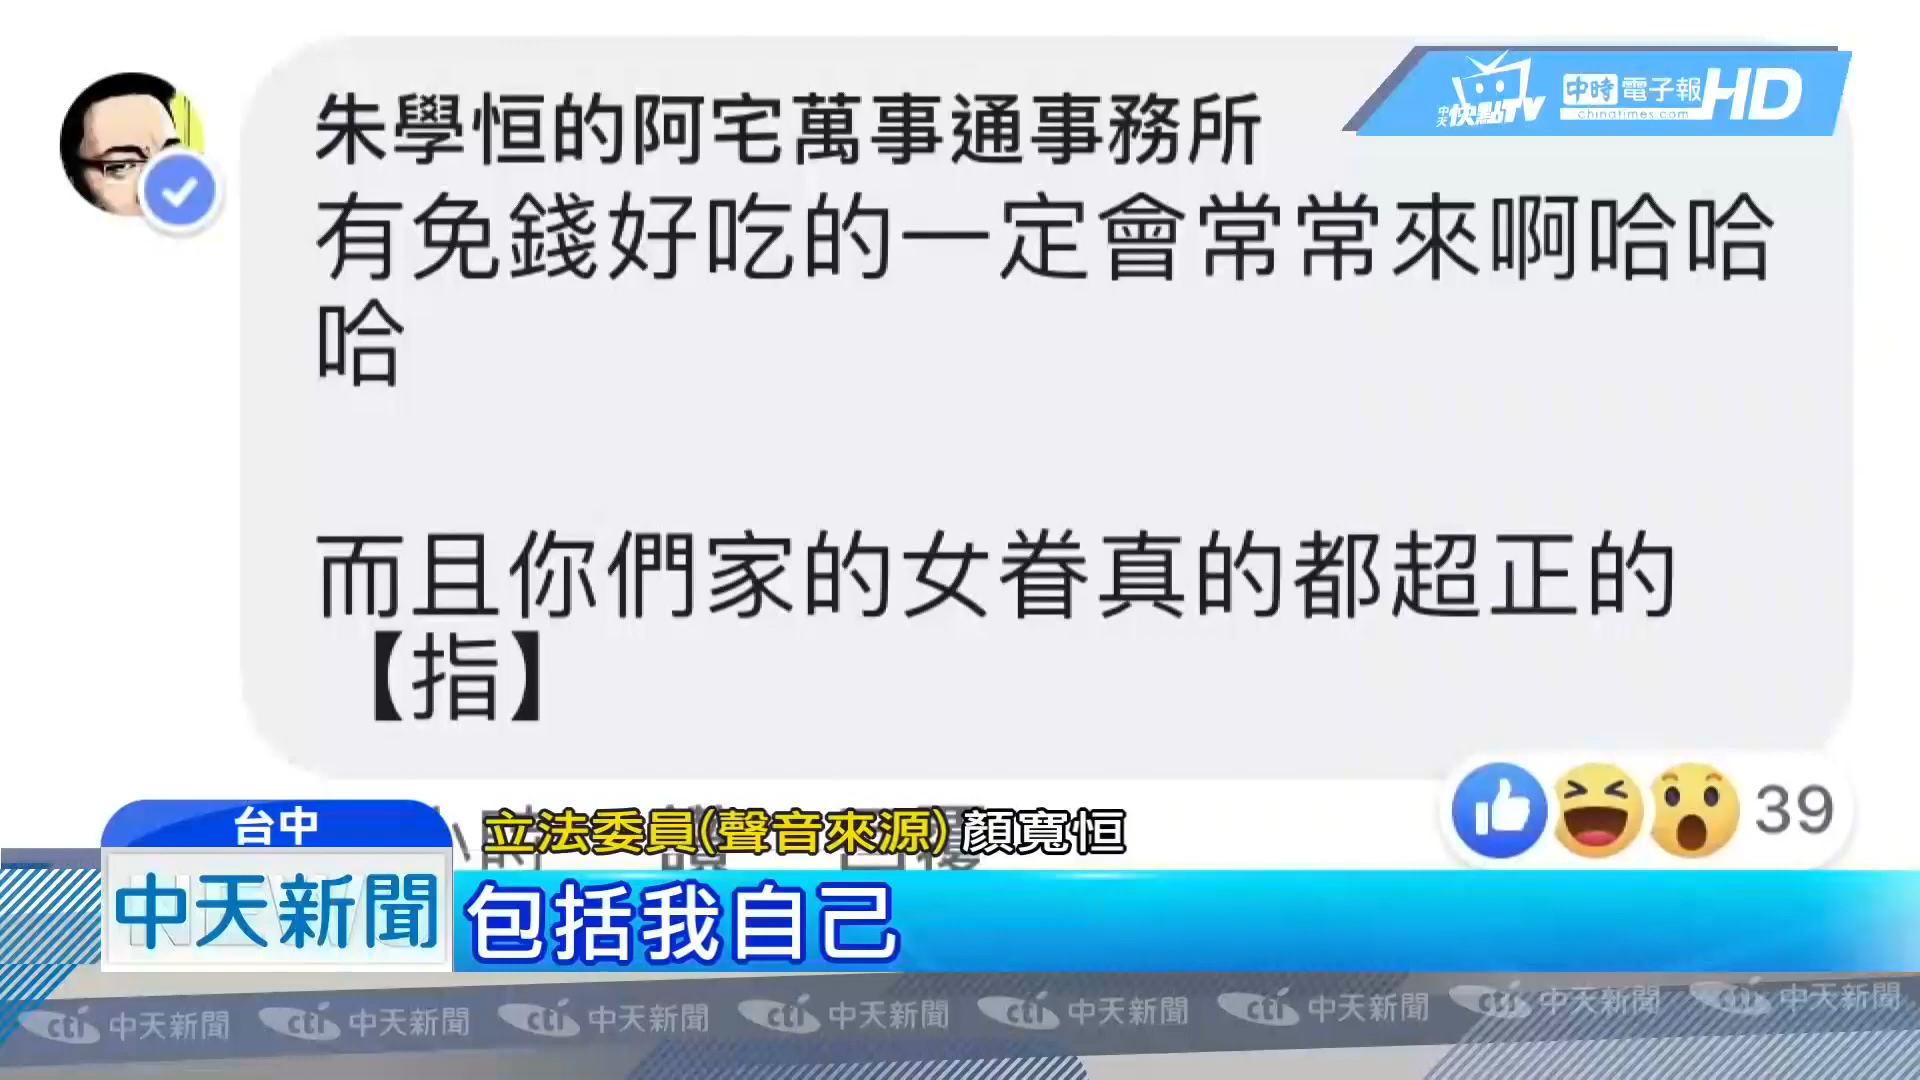 朱學恒的阿宅萬事通事務所
有免錢好吃的一定會常常來啊哈哈
哈
而且你們家的女眷真的都超正的
【指】
中天快點TV 中時電子報 HD
chinatimes.com
39
台中
立法委員(聲音來源) 顏寬恒
中天新聞
包括我自己
cti 中天新聞 cti 中天新聞 cti 中天新聞 cti 中天新聞 cti 中天新聞 cti 中天新聞 cti 中天新聞 cti 中天新聞